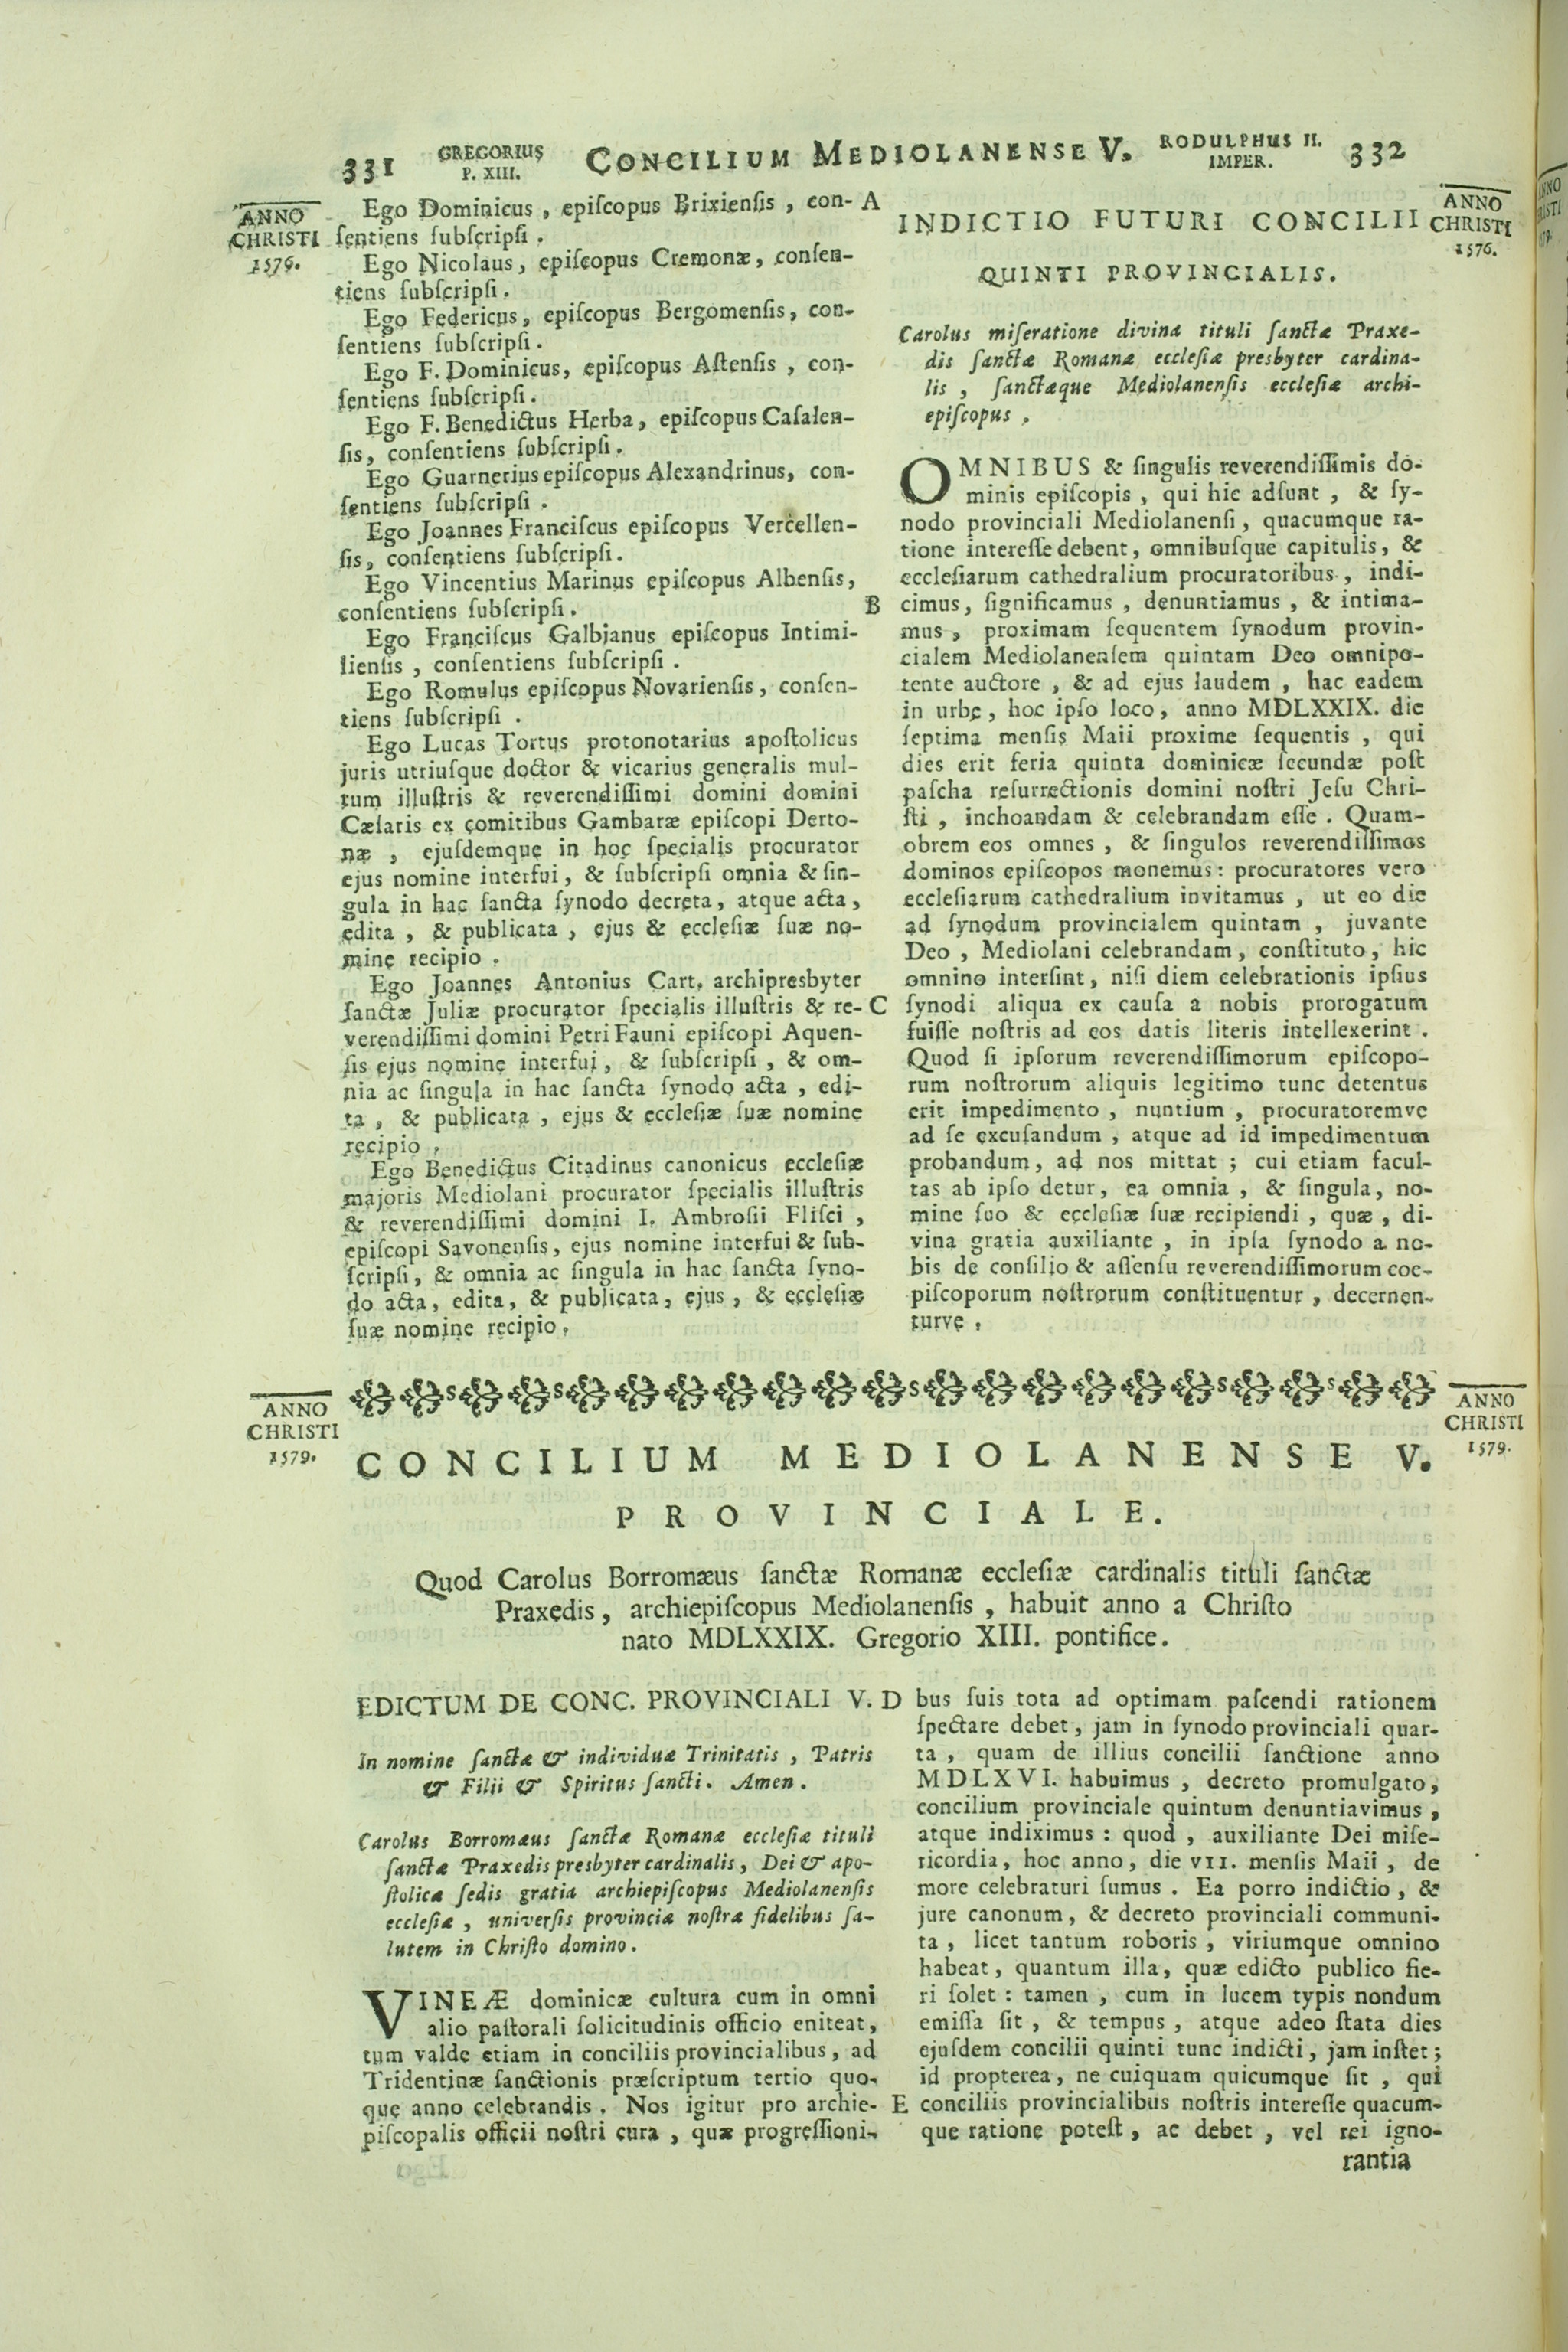 331 GREGORIUS P. XIII. CONCILIUM MEDIOLANENSE V. RODULPHUS II. IMPER. 332
ANNO
CHRISTI
1576.
Ego Dominicus, epiſcopus Brixienſis, con- A
ſentiens ſubſcripſi.
Ego Nicolaus, epiſcopus Cremonæ, conſen-
tiens ſubſcripſi.
Ego Federicus, epiſcopus Bergomenſis, con-
ſentiens ſubſcripſi.
Ego F. Dominicus, epiſcopus Aſtenſis, con-
ſentiens ſubſcripſi.
Ego F. Benedictus Herba, epiſcopus Caſalen-
ſis, conſentiens ſubſcripſi.
Ego Guarnerius epiſcopus Alexandrinus, con-
ſentiens ſubſcripſi.
Ego Joannes Franciſcus epiſcopus Vercellen-
ſis, conſentiens ſubſcripſi.
Ego Vincentius Marinus epiſcopus Albenſis,
conſentiens ſubſcripſi. B
Ego Franciſcus Galbianus epiſcopus Intimi-
lienſis, conſentiens ſubſcripſi.
Ego Romulus epiſcopus Novarienſis, conſen-
tiens ſubſcripſi.
Ego Lucas Tortus protonotarius apoſtolicus
juris utriuſque doctor & vicarius generalis mul-
tum illuſtris & reverendiſſimi domini domini
Cæſaris ex comitibus Gambaræ epiſcopi Derto-
næ, ejuſdemque in hoc ſpecialis procurator
ejus nomine interfui, & ſubſcripſi omnia & ſin-
gula in hac ſancta ſynodo decreta, atque acta,
edita, & publicata, ejus & eccleſiæ ſuæ no-
mine recipio.
Ego Joannes Antonius Cart. archipresbyter
ſanctæ Juliæ procurator ſpecialis illuſtris & re- C
verendiſſimi domini Petri Fauni epiſcopi Aquen-
ſis ejus nomine interfui, & ſubſcripſi, & om-
nia ac ſingula in hac ſancta ſynodo acta, edi-
ta, & publicata, ejus & eccleſiæ ſuæ nomine
recipio.
Ego Benedictus Citadinus canonicus eccleſiæ
majoris Mediolani procurator ſpecialis illuſtris
& reverendiſſimi domini I. Ambroſii Fliſci,
epiſcopi Savonenſis, ejus nomine interfui & ſub-
ſcripſi, & omnia ac ſingula in hac ſancta ſyno-
do acta, edita, & publicata, ejus, & eccleſiæ
ſuæ nomine recipio.
ANNO
CHRISTI
1576.
INDICTIO FUTURI CONCILII
QUINTI PROVINCIALIS.
Carolus miſeratione divina tituli ſanctæ Praxe-
dis ſanctæ Romanæ eccleſiæ presbyter cardina-
lis, ſanctæque Mediolanenſis eccleſiæ archi-
epiſcopus.
OMNIBUS & ſingulis reverendiſſimis do-
minis epiſcopis, qui hic adſunt, & ſy-
nodo provinciali Mediolanenſi, quacumque ra-
tione intereſſe debent, omnibuſque capitulis, &
eccleſiarum cathedralium procuratoribus, indi-
cimus, ſignificamus, denuntiamus, & intima-
mus, proximam ſequentem ſynodum provin-
cialem Mediolanenſem quintam Deo omnipo-
tente auctore, & ad ejus laudem, hac eadem
in urbe, hoc ipſo loco, anno MDLXXIX. die
ſeptima menſis Maii proxime ſequentis, qui
dies erit feria quinta dominicæ ſecundæ poſt
paſcha reſurrectionis domini noſtri Jeſu Chri-
ſti, inchoandam & celebrandam eſſe. Quam-
obrem eos omnes, & ſingulos reverendiſſimos
dominos epiſcopos monemus: procuratores vero
eccleſiarum cathedralium invitamus, ut eo die
ad ſynodum provincialem quintam, juvante
Deo, Mediolani celebrandam, conſtituto, hic
omnino interſint, niſi diem celebrationis ipſius
ſynodi aliqua ex cauſa a nobis prorogatum
fuiſſe noſtris ad eos datis literis intellexerint.
Quod ſi ipſorum reverendiſſimorum epiſcopo-
rum noſtrorum aliquis legitimo tunc detentus
erit impedimento, nuntium, procuratoremve
ad ſe excuſandum, atque ad id impedimentum
probandum, ad nos mittat; cui etiam facul-
tas ab ipſo detur, ea omnia, & ſingula, no-
mine ſuo & eccleſiæ ſuæ recipiendi, quæ, di-
vina gratia auxiliante, in ipſa ſynodo a no-
bis de conſilio & aſſenſu reverendiſſimorum coe-
piſcoporum noſtrorum conſtituentur, decernen-
turve.
ANNO
CHRISTI
1579.
ANNO
CHRISTI
1579.
CONCILIUM MEDIOLANENSE V.
PROVINCIALE.
Quod Carolus Borromæus ſanctæ Romanæ eccleſiæ cardinalis tituli ſanctæ
Praxedis, archiepiſcopus Mediolanenſis, habuit anno a Chriſto
nato MDLXXIX. Gregorio XIII. pontifice.
EDICTUM DE CONC. PROVINCIALI V. D
In nomine ſanctæ & individuæ Trinitatis, Patris
& Filii & Spiritus ſancti. Amen.
Carolus Borromæus ſanctæ Romanæ eccleſiæ tituli
ſanctæ Praxedis presbyter cardinalis, Dei & apo-
ſtolicæ ſedis gratia archiepiſcopus Mediolanenſis
eccleſiæ, univerſis provinciæ noſtræ fidelibus ſa-
lutem in Chriſto domino.
VINEÆ dominicæ cultura cum in omni
alio paſtorali ſolicitudinis officio eniteat,
tum valde etiam in conciliis provincialibus, ad
Tridentinæ ſanctionis præſcriptum tertio quo-
que anno celebrandis. Nos igitur pro archie- E
piſcopalis officii noſtri cura, quæ progreſſioni-
bus ſuis tota ad optimam paſcendi rationem
ſpectare debet, jam in ſynodo provinciali quar-
ta, quam de illius concilii ſanctione anno
MDLXVI. habuimus, decreto promulgato,
concilium provinciale quintum denuntiavimus,
atque indiximus: quod, auxiliante Dei miſe-
ricordia, hoc anno, die VII. menſis Maii, de
more celebraturi ſumus. Ea porro indictio, &
jure canonum, & decreto provinciali communi-
ta, licet tantum roboris, viriumque omnino
habeat, quantum illa, quæ edicto publico fie-
ri ſolet: tamen, cum in lucem typis nondum
emiſſa ſit, & tempus, atque adeo ſtata dies
ejuſdem concilii quinti tunc indicti, jam inſtet;
id propterea, ne cuiquam quicumque ſit, qui
conciliis provincialibus noſtris intereſſe quacum-
que ratione poteſt, ac debet, vel rei igno-
rantia